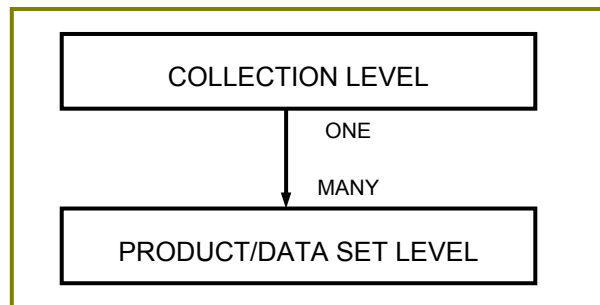 COLLECTION LEVEL
ONE
MANY
PRODUCT/DATA SET LEVEL